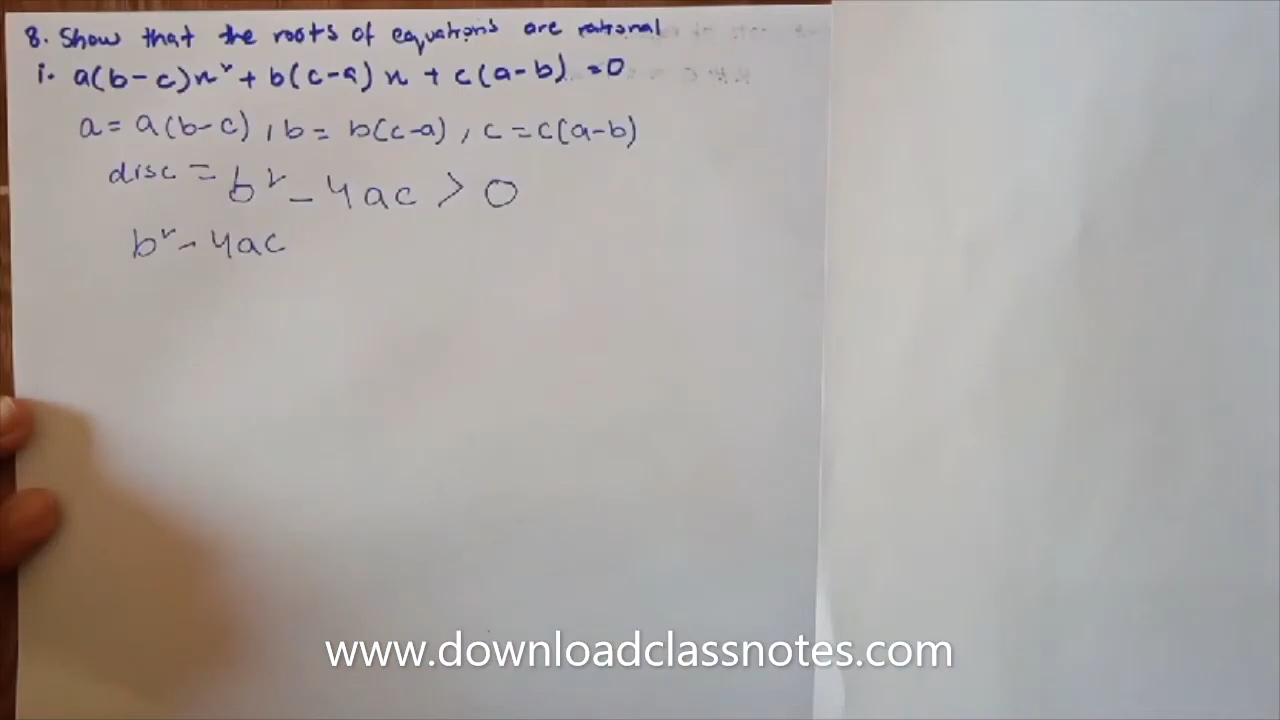 8. Show that the roots of equations are rational
i. a(b-c)x² + b(c-a)x + c(a-b) = 0
a = a(b-c), b = b(c-a), c = c(a-b)
disc = b² - 4ac > 0
b² - 4ac
www.downloadclassnotes.com